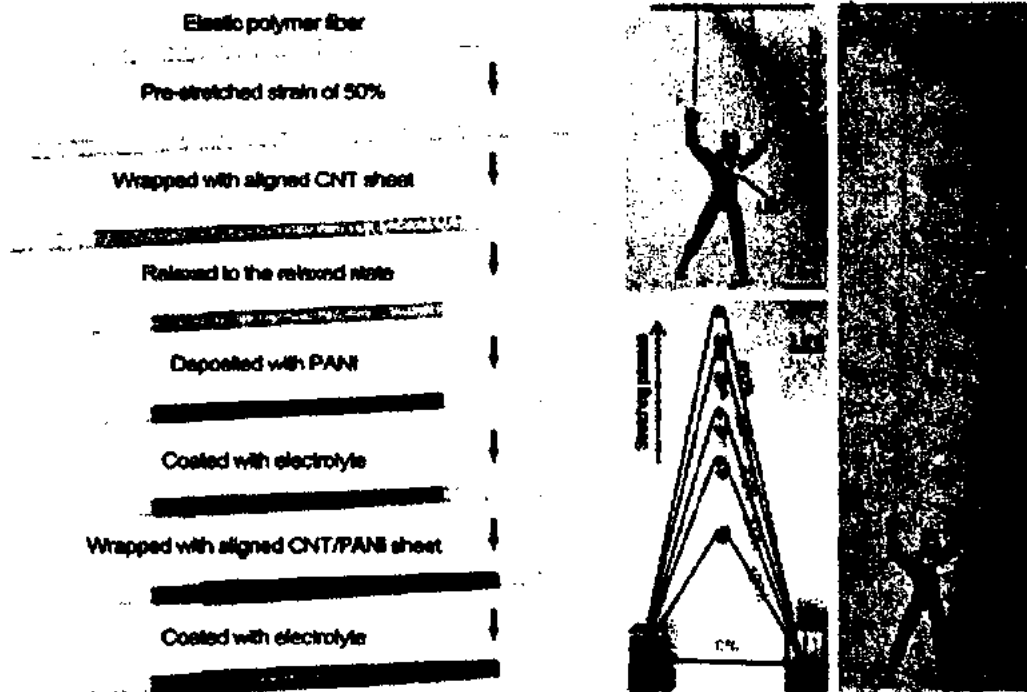 Elastic polymer fiber
Pre-stretched strain of 50%
Wrapped with aligned CNT sheet
Relaxed to the relaxed state
Deposited with PANI
Coated with electrolyte
Wrapped with aligned CNT/PANI sheet
Coated with electrolyte
0%